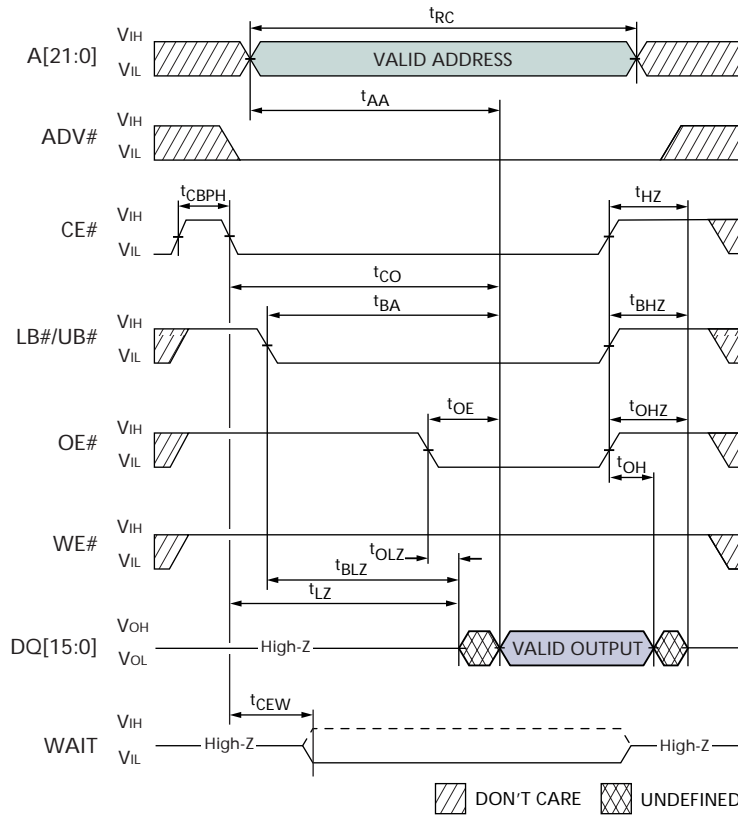 tRC
A[21:0] VIH VIL VALID ADDRESS
tAA
ADV# VIH VIL
tCBPH tHZ
CE# VIH VIL
tCO
tBA tBHZ
LB#/UB# VIH VIL
tOE tOHZ
OE# VIH VIL
tOH
WE# VIH VIL
tOLZ
tBLZ
tLZ
DQ[15:0] VOH VOL High-Z VALID OUTPUT
tCEW
WAIT VIH VIL High-Z High-Z
DON'T CARE UNDEFINED